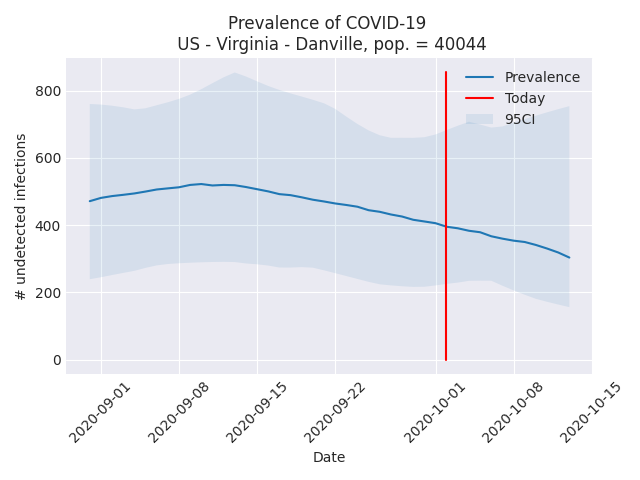 Prevalence of COVID-19
US - Virginia - Danville, pop. = 40044
Prevalence
Today
95CI
# undetected infections
800
600
400
200
0
2020-09-01
2020-09-08
2020-09-15
2020-09-22
2020-10-01
2020-10-08
2020-10-15
Date